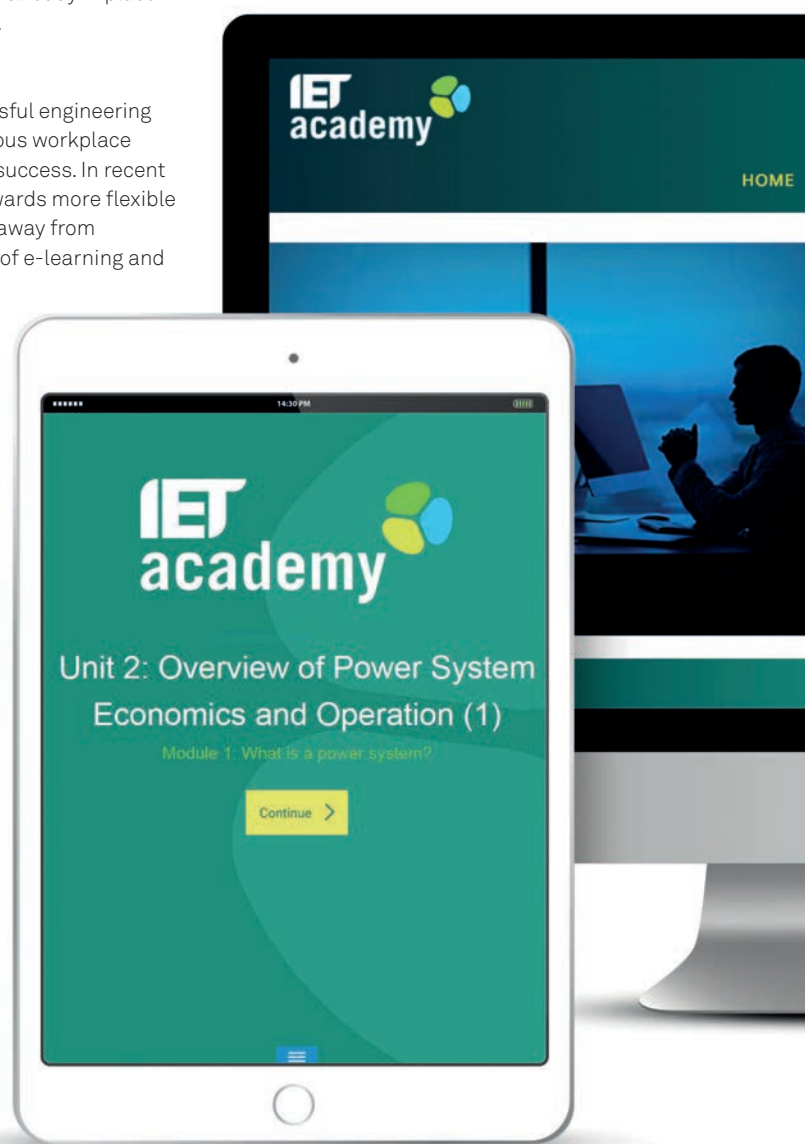 sful engineering
ous workplace
success. In recent
wards more flexible
away from
of e-learning and
IET
academy
HOME
14:30 PM
IET
academy
Unit 2: Overview of Power System
Economics and Operation (1)
Module 1: What is a power system?
Continue